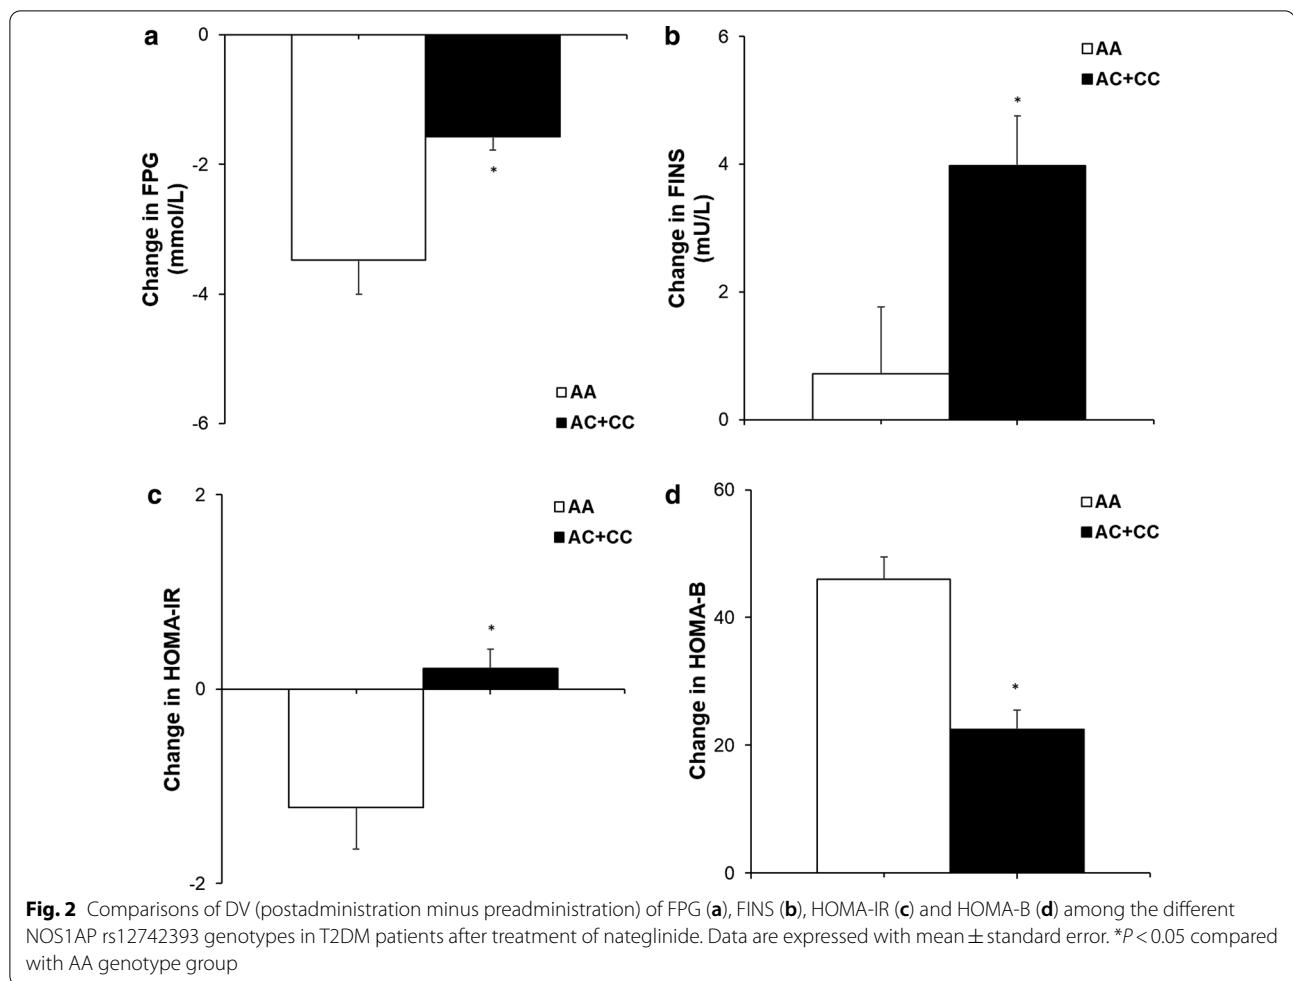 a
0
-2
-4
-6
Change in FPG
(mmol/L)
*
AA
AC+CC
b
6
4
2
0
Change in FINS
(mU/L)
*
AA
AC+CC
c
2
0
-2
Change in HOMA-IR
*
AA
AC+CC
d
60
40
20
0
Change in HOMA-B
*
AA
AC+CC
Fig. 2 Comparisons of DV (postadministration minus preadministration) of FPG (a), FINS (b), HOMA-IR (c) and HOMA-B (d) among the different
NOS1AP rs12742393 genotypes in T2DM patients after treatment of nateglinide. Data are expressed with mean ± standard error. *P < 0.05 compared
with AA genotype group